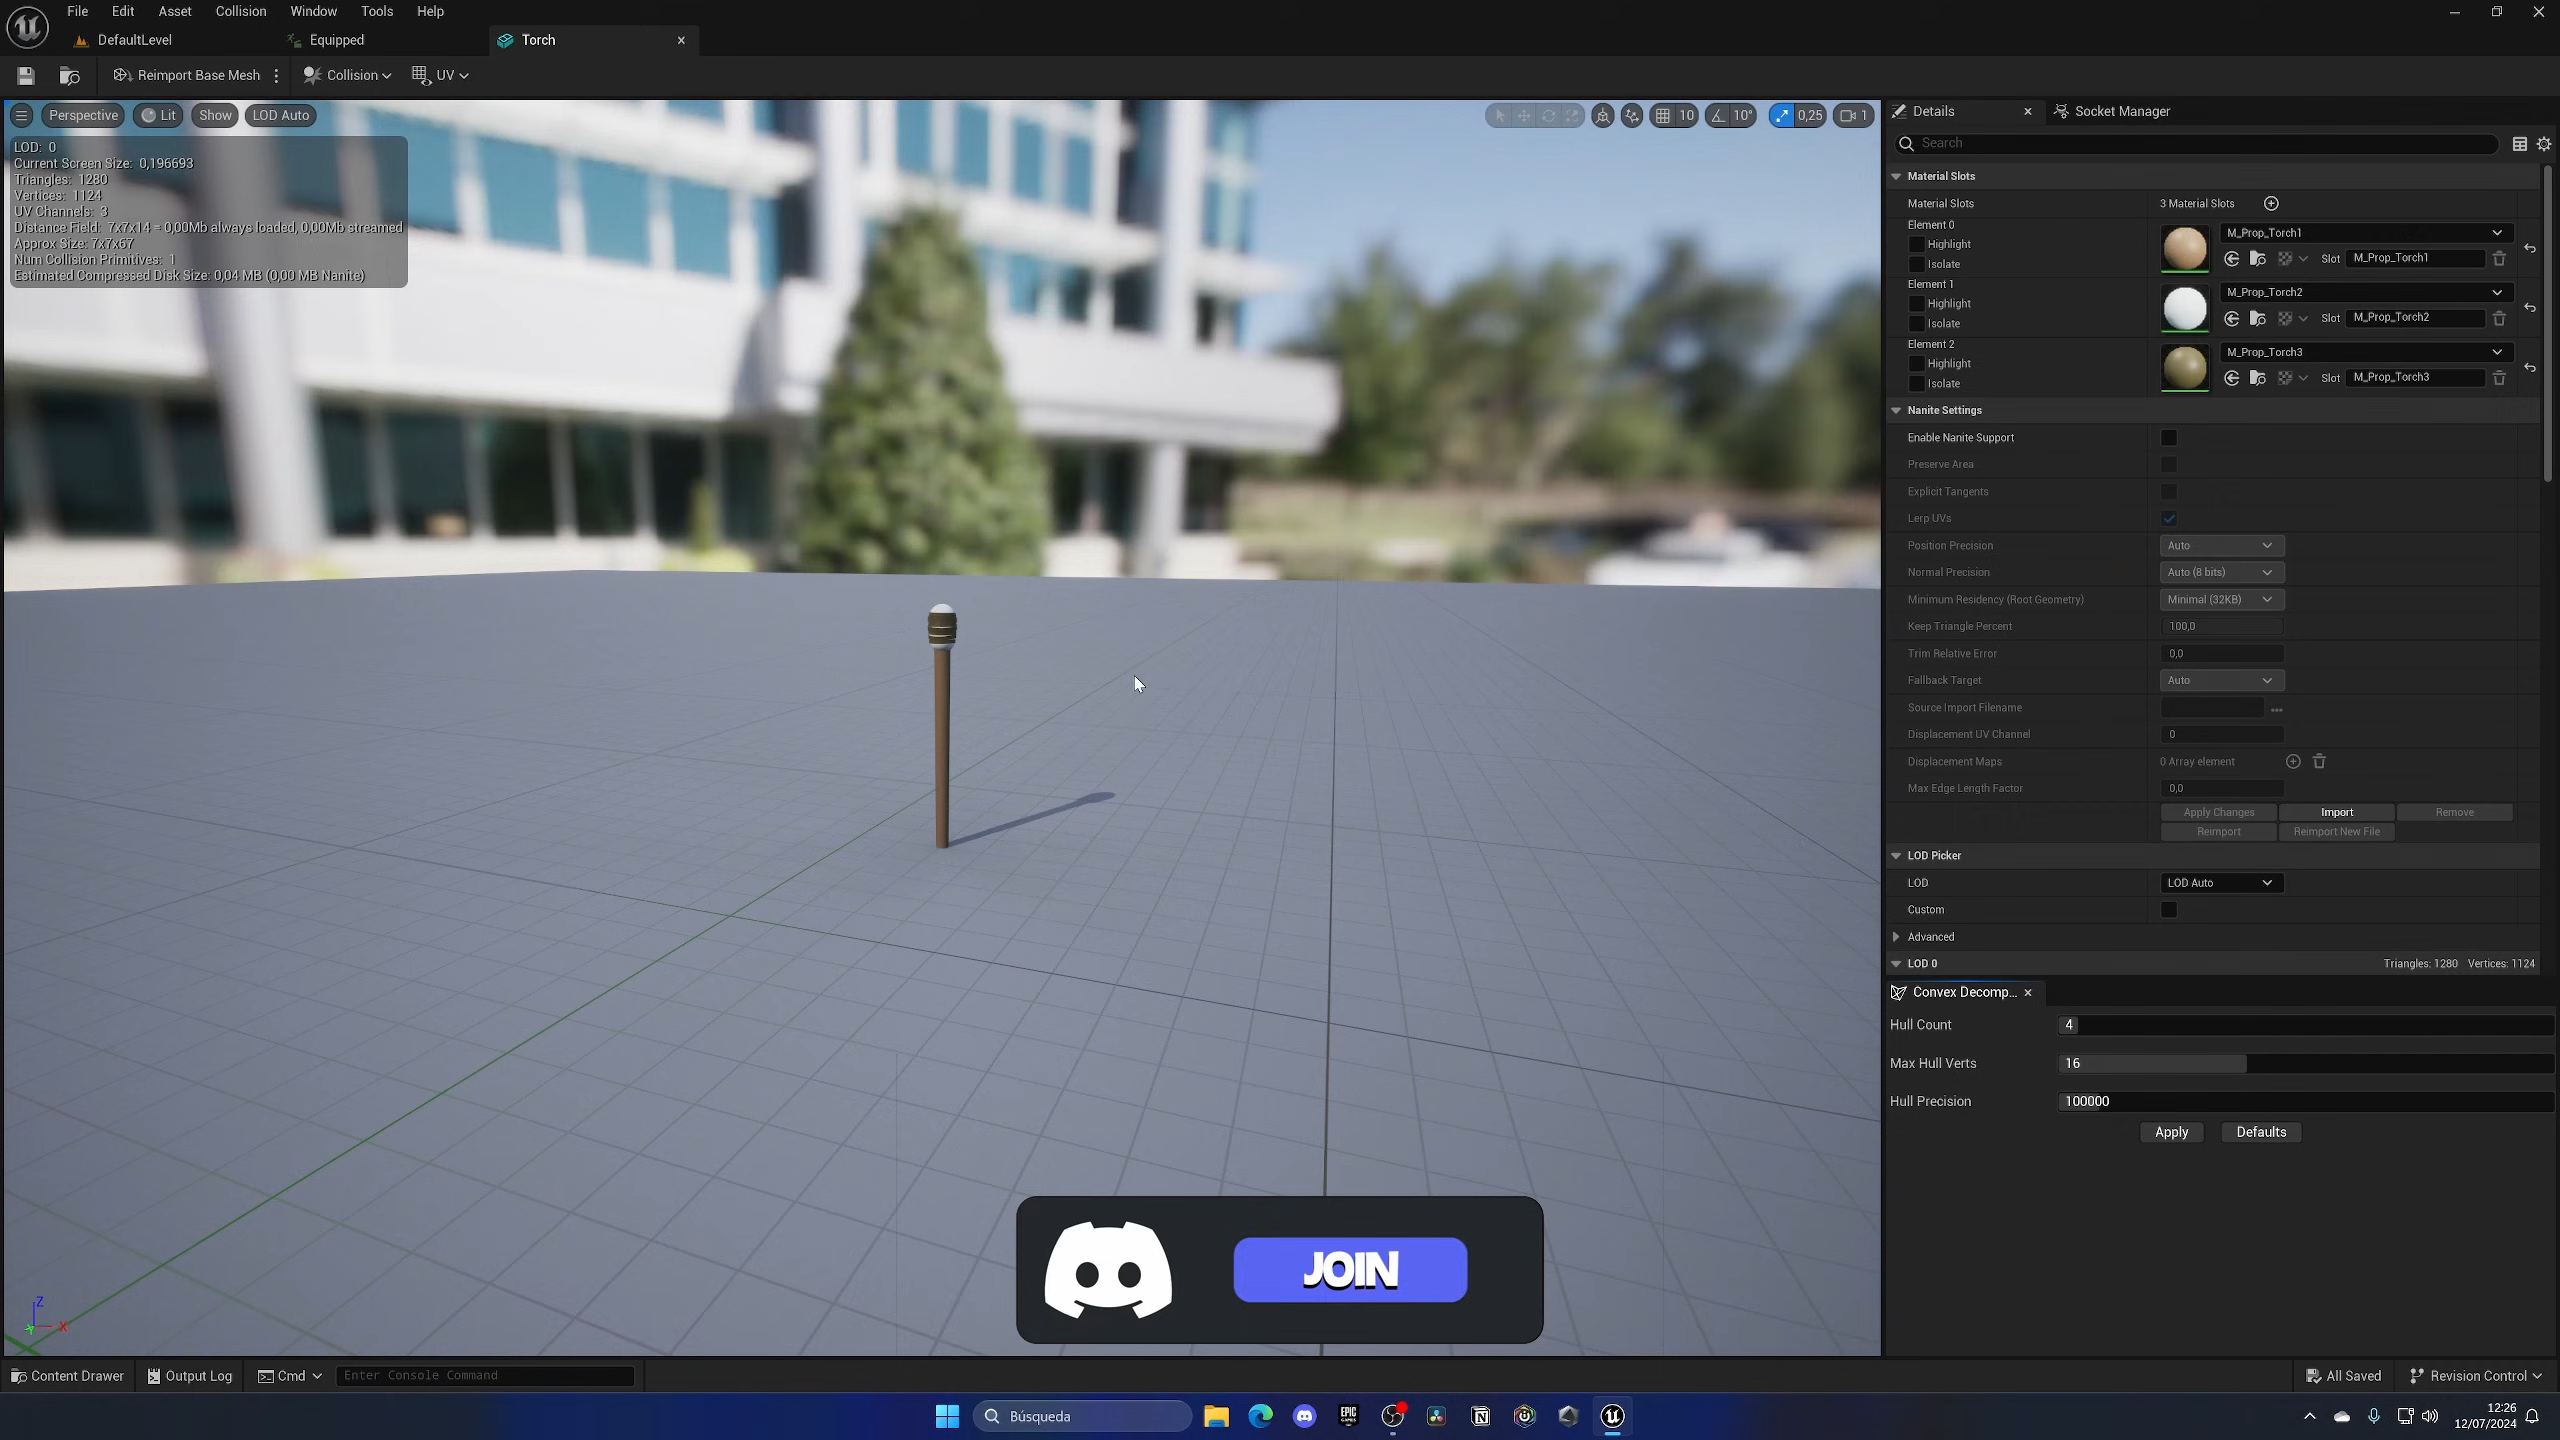 File Edit Asset Collision Window Tools Help
DefaultLevel Equipped Torch
Reimport Base Mesh Collision UV
Perspective Lit Show LOD Auto 10 10° 0,25 1
LOD: 0
Current Screen Size: 0,196693
Triangles: 1280
Vertices: 1124
UV Channels: 3
Distance Field: 7x7x14 = 0,00Mb always loaded, 0,00Mb streamed
Approx Size: 7x7x67
Num Collision Primitives: 1
Estimated Compressed Disk Size: 0,04 MB (0,00 MB Nanite)
Z
X
Details Socket Manager
Search
Material Slots
Material Slots 3 Material Slots
Element 0 M_Prop_Torch1
Highlight
Isolate Slot M_Prop_Torch1
Element 1 M_Prop_Torch2
Highlight
Isolate Slot M_Prop_Torch2
Element 2 M_Prop_Torch3
Highlight
Isolate Slot M_Prop_Torch3
Nanite Settings
Enable Nanite Support
Preserve Area
Explicit Tangents
Lerp UVs
Position Precision Auto
Normal Precision Auto (8 bits)
Minimum Residency (Root Geometry) Minimal (32KB)
Keep Triangle Percent 100,0
Trim Relative Error 0,0
Fallback Target Auto
Source Import Filename
Displacement UV Channel 0
Displacement Maps 0 Array element
Max Edge Length Factor 0,0
Apply Changes Import Remove
Reimport Reimport New File
LOD Picker
LOD LOD Auto
Custom
Advanced
LOD 0 Triangles: 1280 Vertices: 1124
Convex Decomp...
Hull Count 4
Max Hull Verts 16
Hull Precision 100000
Apply Defaults
JOIN
Content Drawer Output Log Cmd Enter Console Command All Saved Revision Control
Búsqueda
EPIC GAMES
12:26
12/07/2024